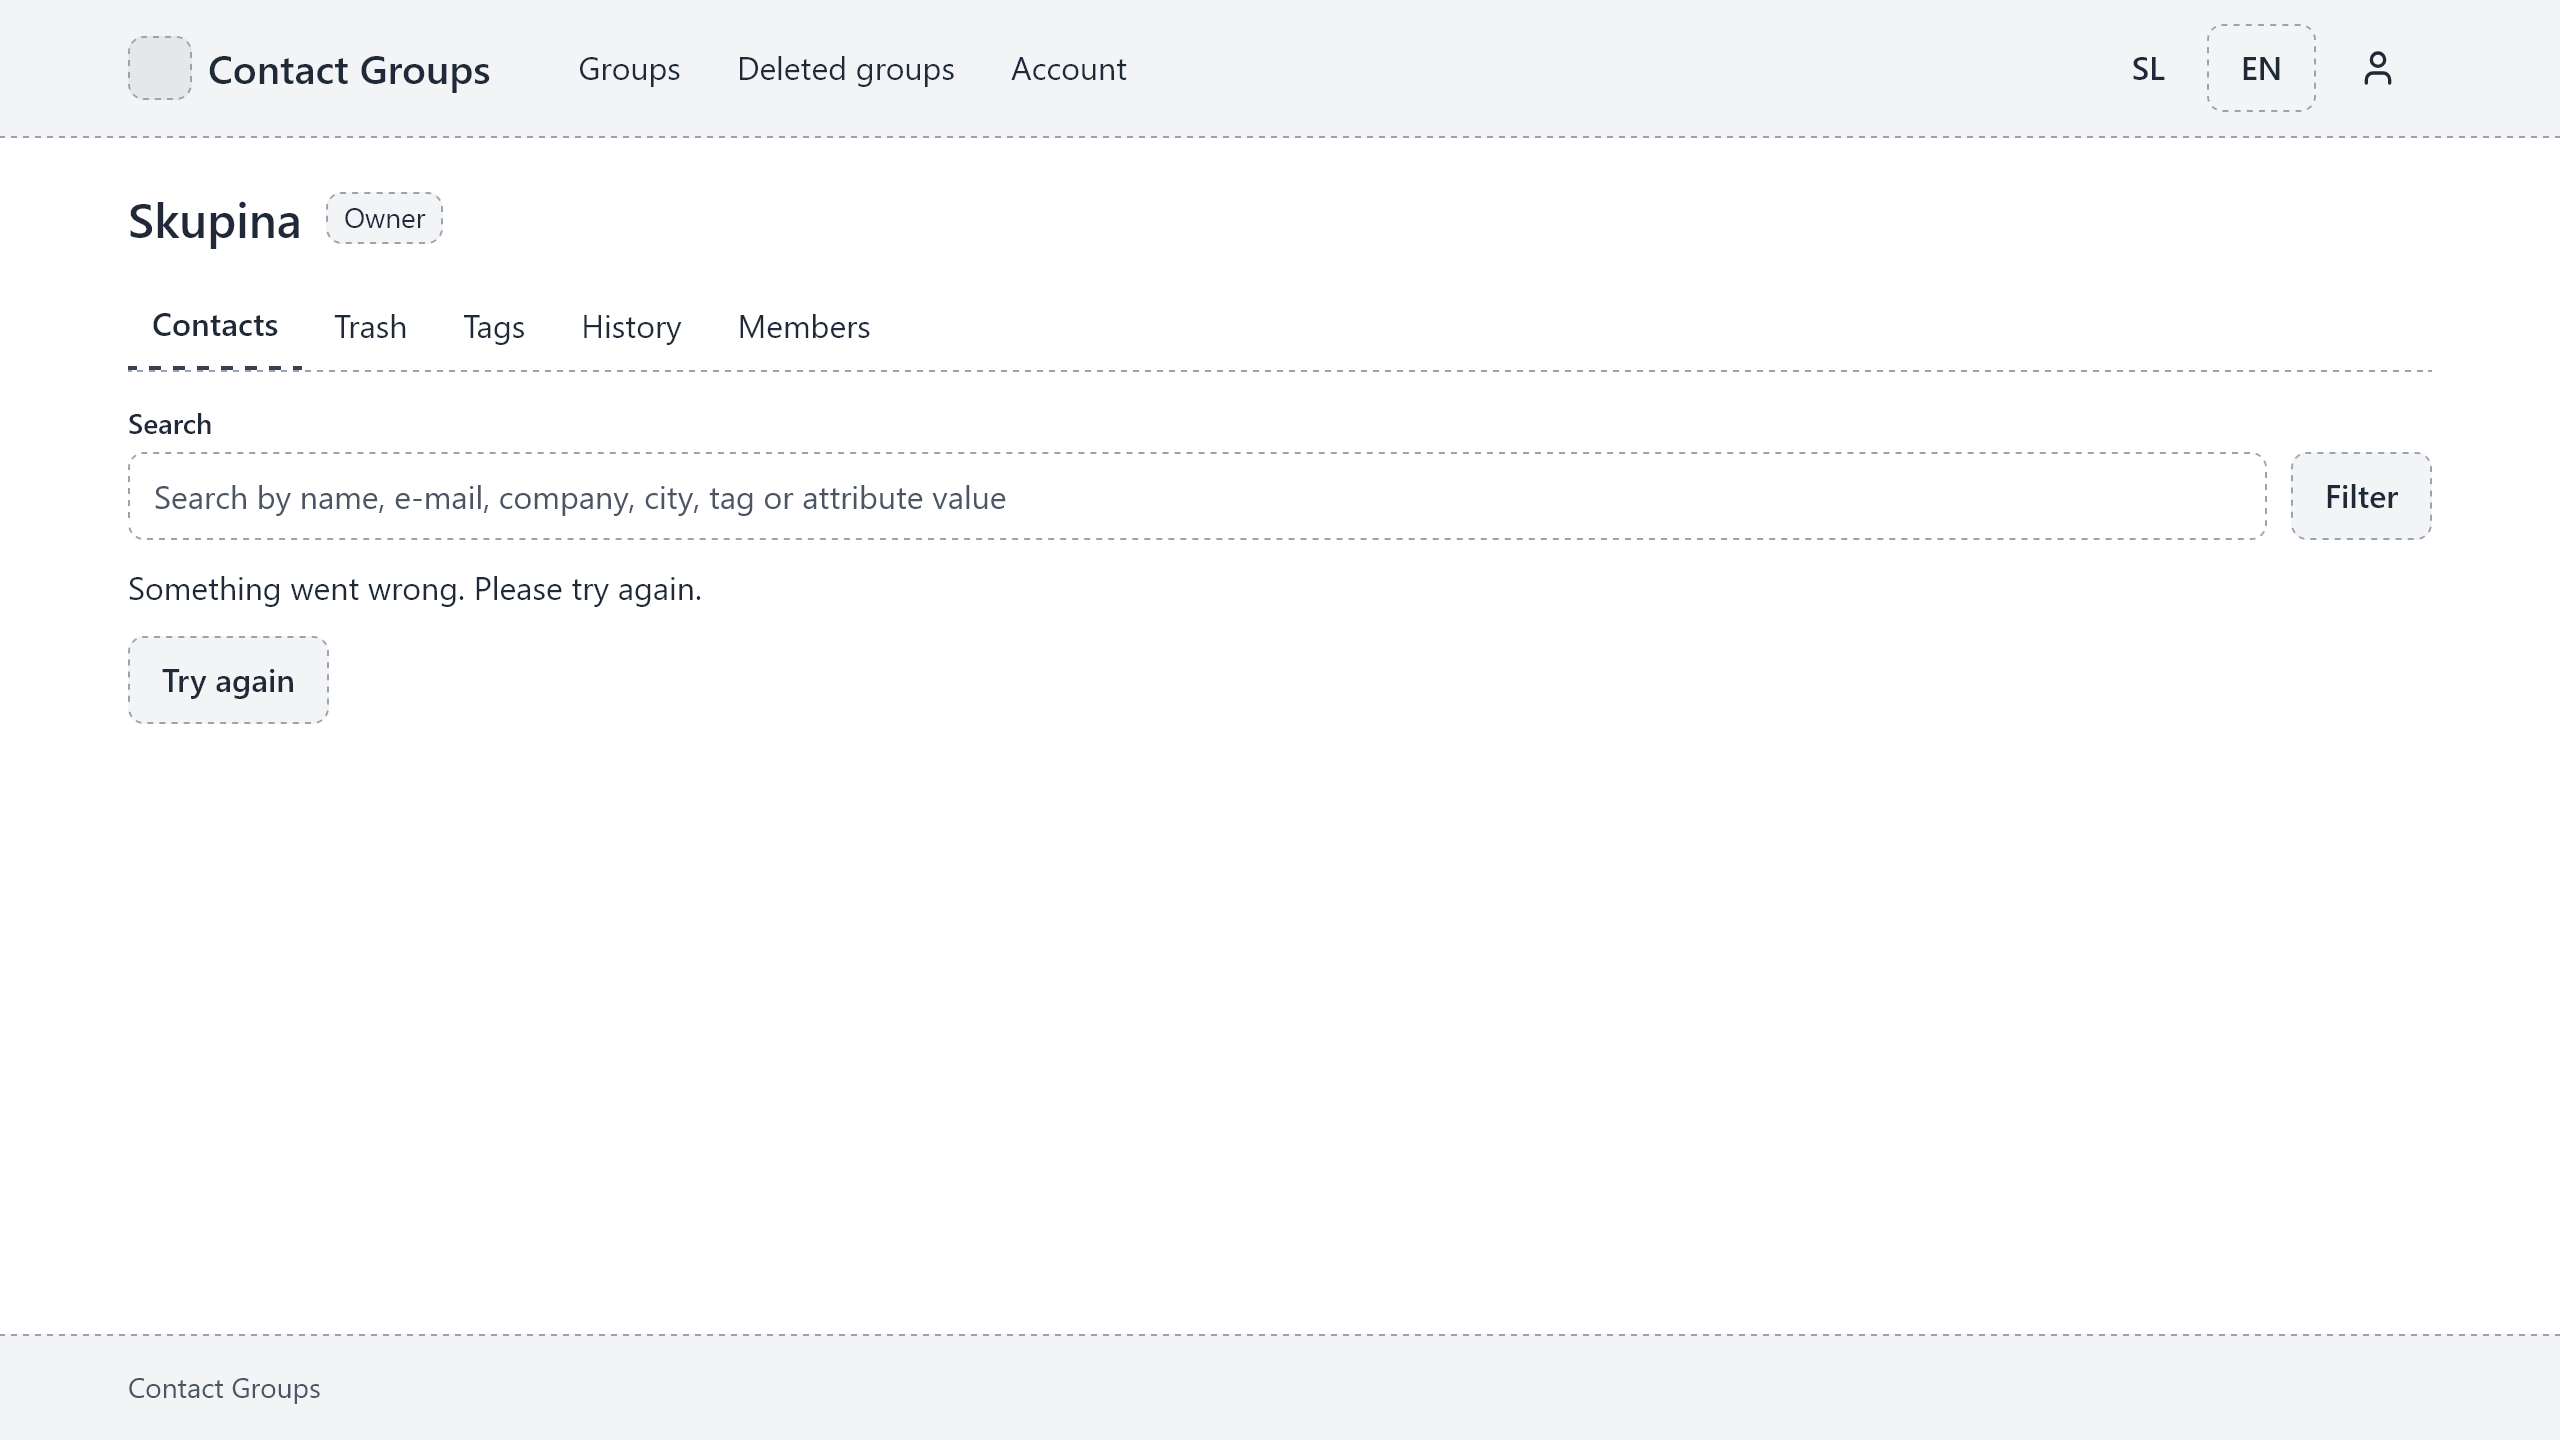 Contact Groups
Groups
Deleted groups
Account
SL
EN
Skupina
Owner
Contacts
Trash
Tags
History
Members
Search
Search by name, e-mail, company, city, tag or attribute value
Filter
Something went wrong. Please try again.
Try again
Contact Groups